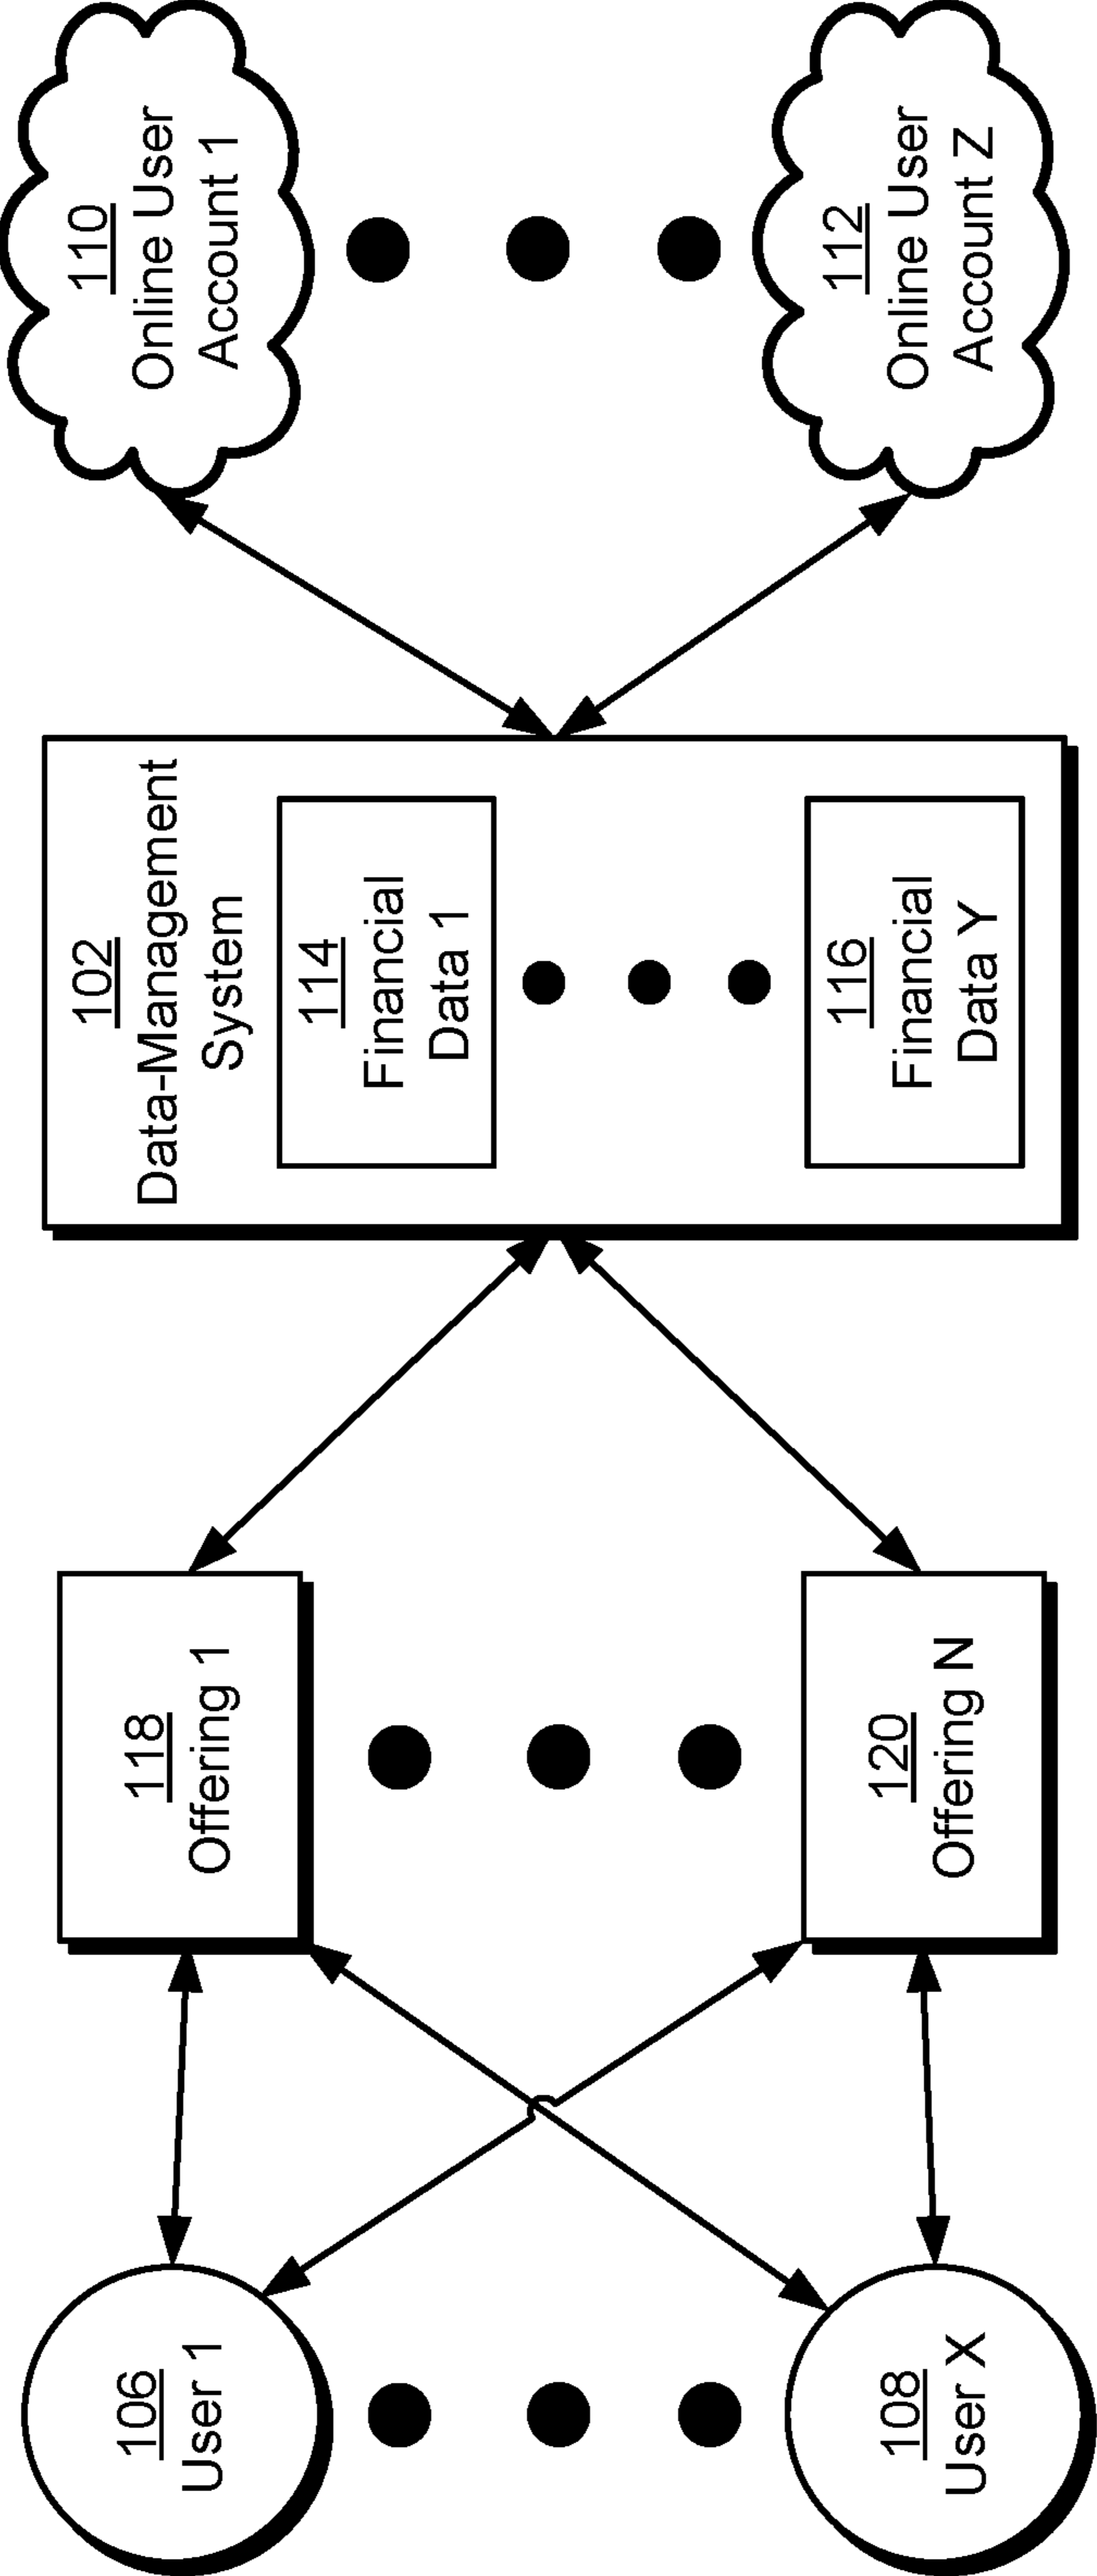 106
User 1
108
User X
118
Offering 1
120
Offering N
102
Data-Management
System
114
Financial
Data 1
116
Financial
Data Y
110
Online User
Account 1
112
Online User
Account Z